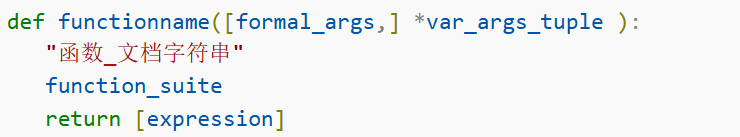 def functionname([formal_args,] *var_args_tuple ):
   "函数_文档字符串"
   function_suite
   return [expression]